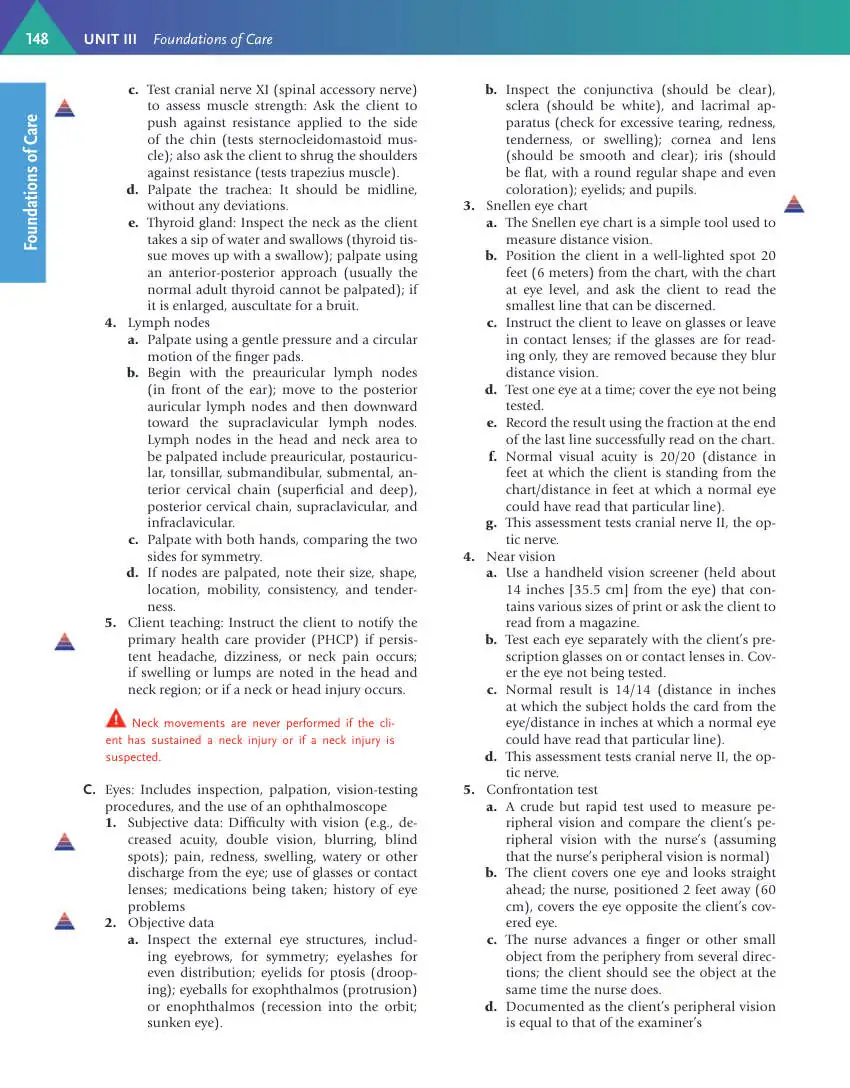 148 UNIT III Foundations of Care
Foundations of Care
c. Test cranial nerve XI (spinal accessory nerve)
to assess muscle strength: Ask the client to
push against resistance applied to the side
of the chin (tests sternocleidomastoid mus-
cle); also ask the client to shrug the shoulders
against resistance (tests trapezius muscle).
d. Palpate the trachea: It should be midline,
without any deviations.
e. Thyroid gland: Inspect the neck as the client
takes a sip of water and swallows (thyroid tis-
sue moves up with a swallow); palpate using
an anterior-posterior approach (usually the
normal adult thyroid cannot be palpated); if
it is enlarged, auscultate for a bruit.
4. Lymph nodes
a. Palpate using a gentle pressure and a circular
motion of the finger pads.
b. Begin with the preauricular lymph nodes
(in front of the ear); move to the posterior
auricular lymph nodes and then downward
toward the supraclavicular lymph nodes.
Lymph nodes in the head and neck area to
be palpated include preauricular, postauricu-
lar, tonsillar, submandibular, submental, an-
terior cervical chain (superficial and deep),
posterior cervical chain, supraclavicular, and
infraclavicular.
c. Palpate with both hands, comparing the two
sides for symmetry.
d. If nodes are palpated, note their size, shape,
location, mobility, consistency, and tender-
ness.
5. Client teaching: Instruct the client to notify the
primary health care provider (PHCP) if persis-
tent headache, dizziness, or neck pain occurs;
if swelling or lumps are noted in the head and
neck region; or if a neck or head injury occurs.
Neck movements are never performed if the cli-
ent has sustained a neck injury or if a neck injury is
suspected.
C. Eyes: Includes inspection, palpation, vision-testing
procedures, and the use of an ophthalmoscope
1. Subjective data: Difficulty with vision (e.g., de-
creased acuity, double vision, blurring, blind
spots); pain, redness, swelling, watery or other
discharge from the eye; use of glasses or contact
lenses; medications being taken; history of eye
problems
2. Objective data
a. Inspect the external eye structures, includ-
ing eyebrows, for symmetry; eyelashes for
even distribution; eyelids for ptosis (droop-
ing); eyeballs for exophthalmos (protrusion)
or enophthalmos (recession into the orbit;
sunken eye).
b. Inspect the conjunctiva (should be clear),
sclera (should be white), and lacrimal ap-
paratus (check for excessive tearing, redness,
tenderness, or swelling); cornea and lens
(should be smooth and clear); iris (should
be flat, with a round regular shape and even
coloration); eyelids; and pupils.
3. Snellen eye chart
a. The Snellen eye chart is a simple tool used to
measure distance vision.
b. Position the client in a well-lighted spot 20
feet (6 meters) from the chart, with the chart
at eye level, and ask the client to read the
smallest line that can be discerned.
c. Instruct the client to leave on glasses or leave
in contact lenses; if the glasses are for read-
ing only, they are removed because they blur
distance vision.
d. Test one eye at a time; cover the eye not being
tested.
e. Record the result using the fraction at the end
of the last line successfully read on the chart.
f. Normal visual acuity is 20/20 (distance in
feet at which the client is standing from the
chart/distance in feet at which a normal eye
could have read that particular line).
g. This assessment tests cranial nerve II, the op-
tic nerve.
4. Near vision
a. Use a handheld vision screener (held about
14 inches [35.5 cm] from the eye) that con-
tains various sizes of print or ask the client to
read from a magazine.
b. Test each eye separately with the client's pre-
scription glasses on or contact lenses in. Cov-
er the eye not being tested.
c. Normal result is 14/14 (distance in inches
at which the subject holds the card from the
eye/distance in inches at which a normal eye
could have read that particular line).
d. This assessment tests cranial nerve II, the op-
tic nerve.
5. Confrontation test
a. A crude but rapid test used to measure pe-
ripheral vision and compare the client's pe-
ripheral vision with the nurse's (assuming
that the nurse's peripheral vision is normal)
b. The client covers one eye and looks straight
ahead; the nurse, positioned 2 feet away (60
cm), covers the eye opposite the client's cov-
ered eye.
c. The nurse advances a finger or other small
object from the periphery from several direc-
tions; the client should see the object at the
same time the nurse does.
d. Documented as the client's peripheral vision
is equal to that of the examiner's